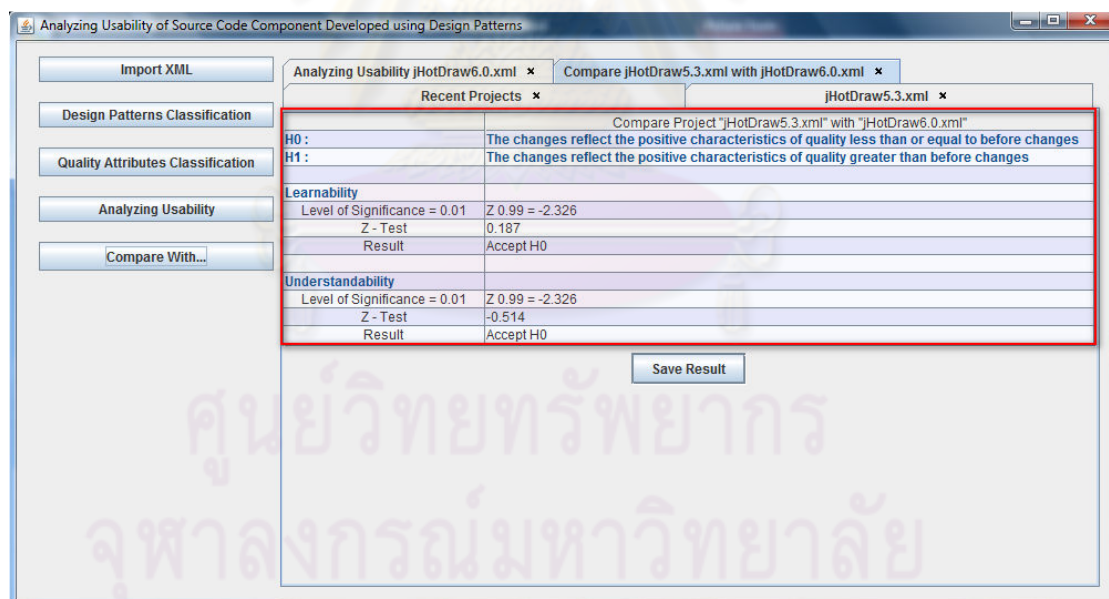 Analyzing Usability of Source Code Component Developed using Design Patterns
Import XML
Design Patterns Classification
Quality Attributes Classification
Analyzing Usability
Compare With...
Analyzing Usability jHotDraw6.0.xml ×
Compare jHotDraw5.3.xml with jHotDraw6.0.xml ×
Recent Projects ×
jHotDraw5.3.xml ×
Compare Project "jHotDraw5.3.xml" with "jHotDraw6.0.xml"
H0 : The changes reflect the positive characteristics of quality less than or equal to before changes
H1 : The changes reflect the positive characteristics of quality greater than before changes
Learnability
Level of Significance = 0.01 Z 0.99 = -2.326
Z - Test 0.187
Result Accept H0
Understandability
Level of Significance = 0.01 Z 0.99 = -2.326
Z - Test -0.514
Result Accept H0
Save Result
ศูนย์วิทยทรัพยากร
จุฬาลงกรณ์มหาวิทยาลัย